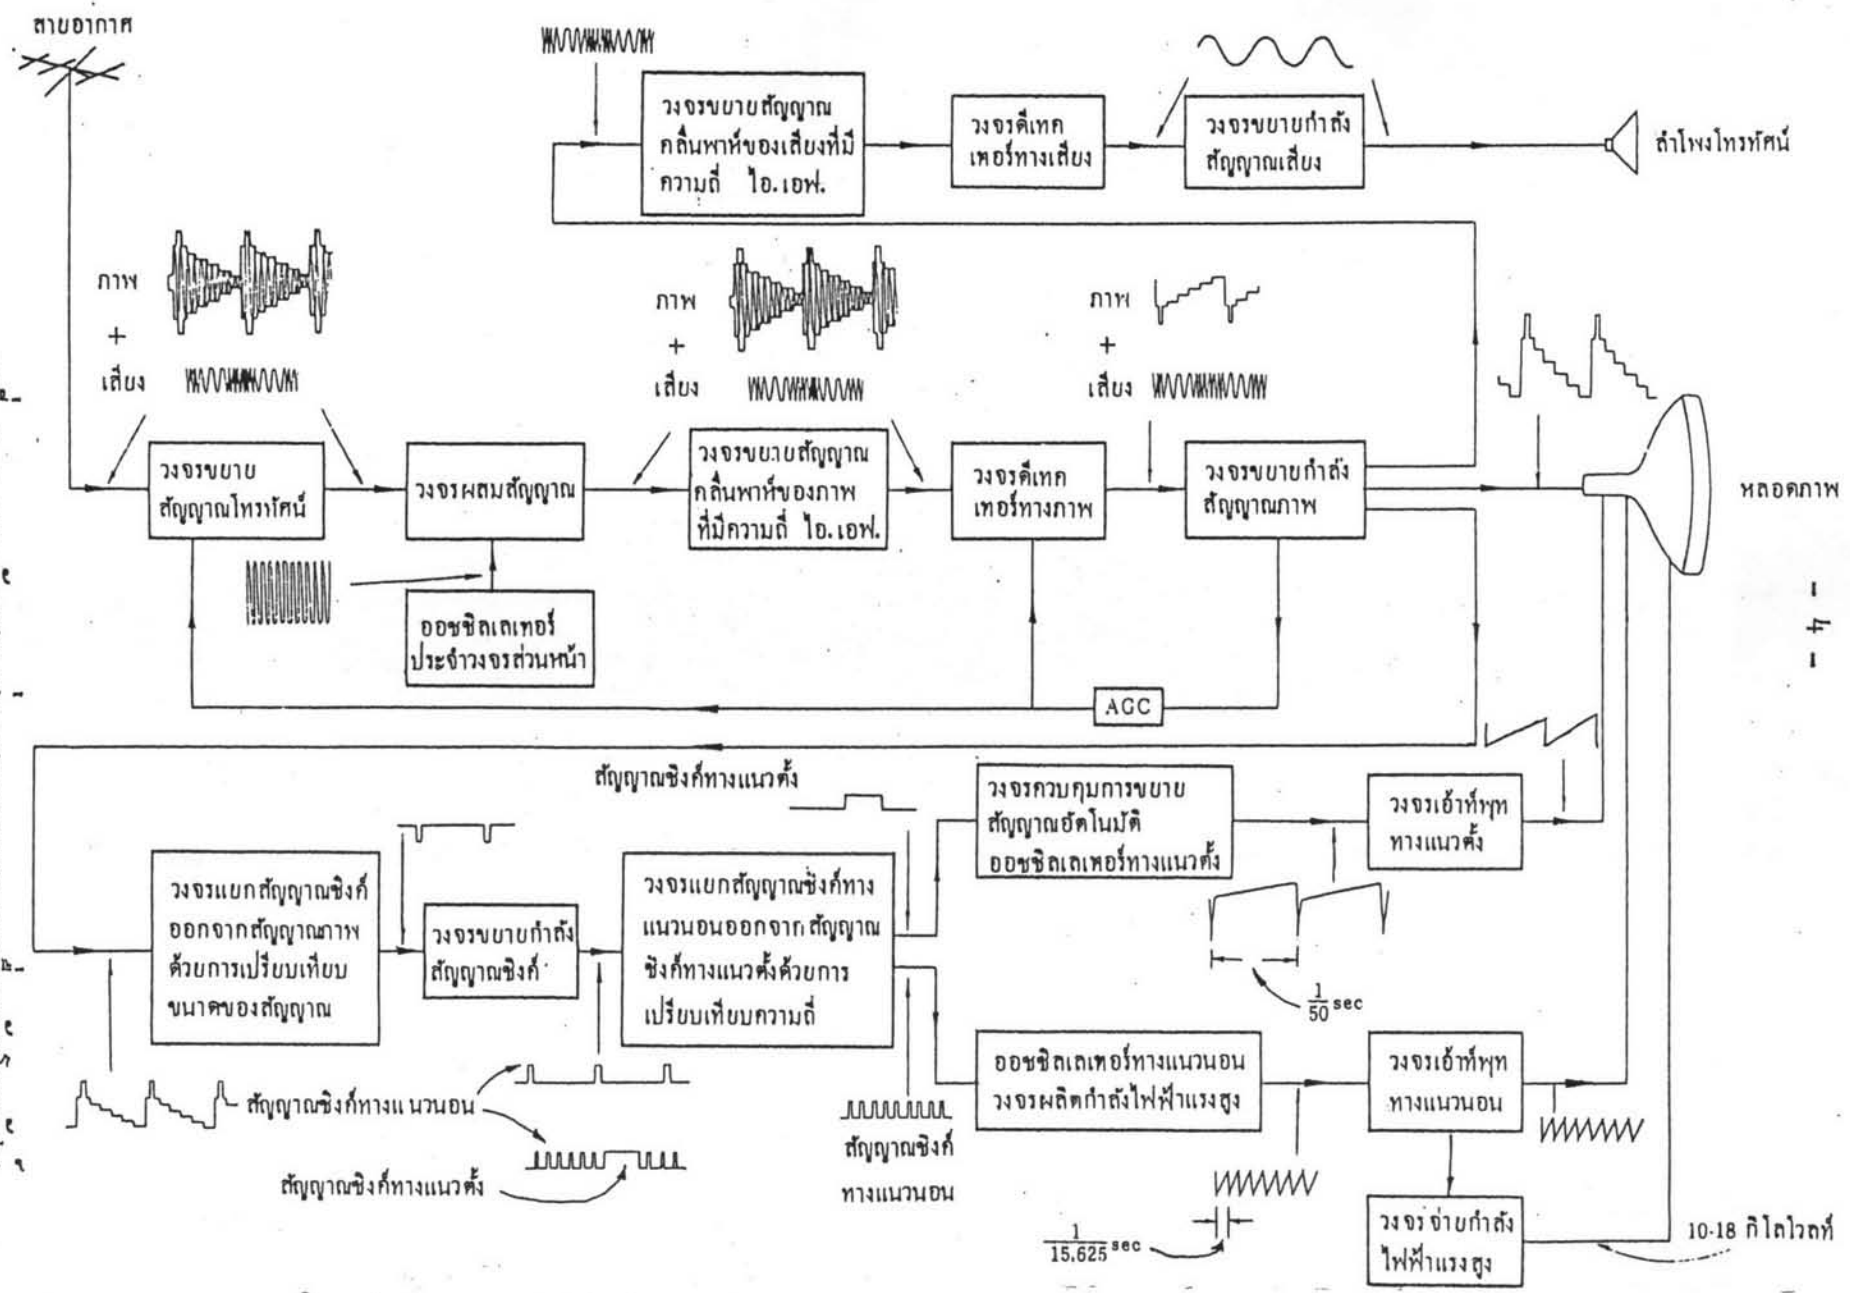 สายอากาศ
วงจรขยายสัญญาณ
คลื่นพาห์ของเสียงที่มี
ความถี่ ไอ.เอฟ.
วงจรดีเทค
เทอร์ทางเสียง
วงจรขยายกำลัง
สัญญาณเสียง
ลำโพงโทรทัศน์
ภาพ
+
เสียง
ภาพ
+
เสียง
ภาพ
+
เสียง
วงจรขยาย
สัญญาณโทรทัศน์
วงจรผสมสัญญาณ
วงจรขยายสัญญาณ
คลื่นพาห์ของภาพ
ที่มีความถี่ ไอ.เอฟ.
วงจรดีเทค
เทอร์ทางภาพ
วงจรขยายกำลัง
สัญญาณภาพ
หลอดภาพ
ออซซิลเลเทอร์
ประจำวงจรส่วนหน้า
AGC
- 4 -
สัญญาณซิงก์ทางแนวตั้ง
วงจรควบคุมการขยาย
สัญญาณอัตโนมัติ
ออซซิลเลเทอร์ทางแนวตั้ง
วงจรเอ้าท์พุท
ทางแนวตั้ง
วงจรแยกสัญญาณซิงก์
ออกจากสัญญาณภาพ
ด้วยการเปรียบเทียบ
ขนาดของสัญญาณ
วงจรขยายกำลัง
สัญญาณซิงก์
วงจรแยกสัญญาณซิงก์ทาง
แนวนอนออกจากสัญญาณ
ซิงก์ทางแนวตั้งด้วยการ
เปรียบเทียบความถี่
1/50 sec
ออซซิลเลเทอร์ทางแนวนอน
วงจรผลิตกำลังไฟฟ้าแรงสูง
วงจรเอ้าท์พุท
ทางแนวนอน
สัญญาณซิงก์ทางแนวนอน
สัญญาณซิงก์ทางแนวตั้ง
สัญญาณซิงก์
ทางแนวนอน
1/15.625 sec
วงจรจ่ายกำลัง
ไฟฟ้าแรงสูง
10-18 กิโลโวลท์